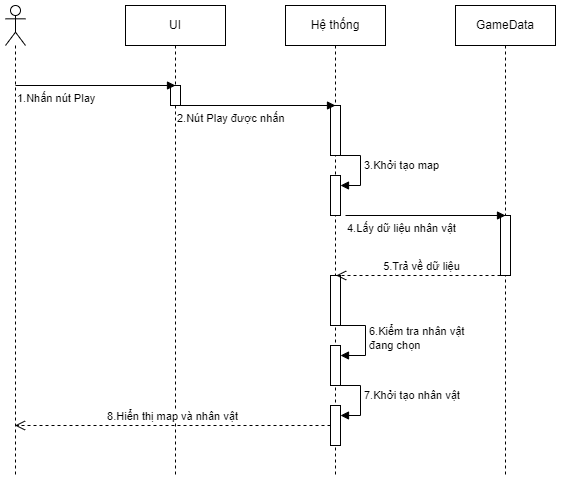 UI
Hệ thống
GameData
1.Nhấn nút Play
2.Nút Play được nhấn
3.Khởi tạo map
4.Lấy dữ liệu nhân vật
5.Trả về dữ liệu
6.Kiểm tra nhân vật
đang chọn
7.Khởi tạo nhân vật
8.Hiển thị map và nhân vật